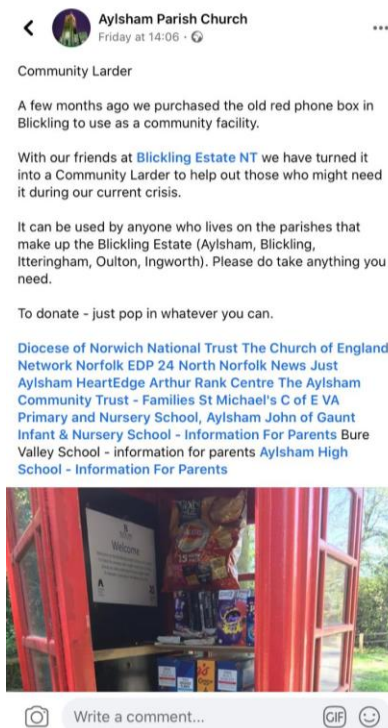 Aylsham Parish Church
Friday at 14:06 ·
Community Larder
A few months ago we purchased the old red phone box in
Blickling to use as a community facility.
With our friends at Blickling Estate NT we have turned it
into a Community Larder to help out those who might need
it during our current crisis.
It can be used by anyone who lives on the parishes that
make up the Blickling Estate (Aylsham, Blickling,
Itteringham, Oulton, Ingworth). Please do take anything you
need.
To donate - just pop in whatever you can.
Diocese of Norwich National Trust The Church of England
Network Norfolk EDP 24 North Norfolk News Just
Aylsham HeartEdge Arthur Rank Centre The Aylsham
Community Trust - Families St Michael's C of E VA
Primary and Nursery School, Aylsham John of Gaunt
Infant & Nursery School - Information For Parents Bure
Valley School - information for parents Aylsham High
School - Information For Parents
Welcome
Write a comment...
GIF